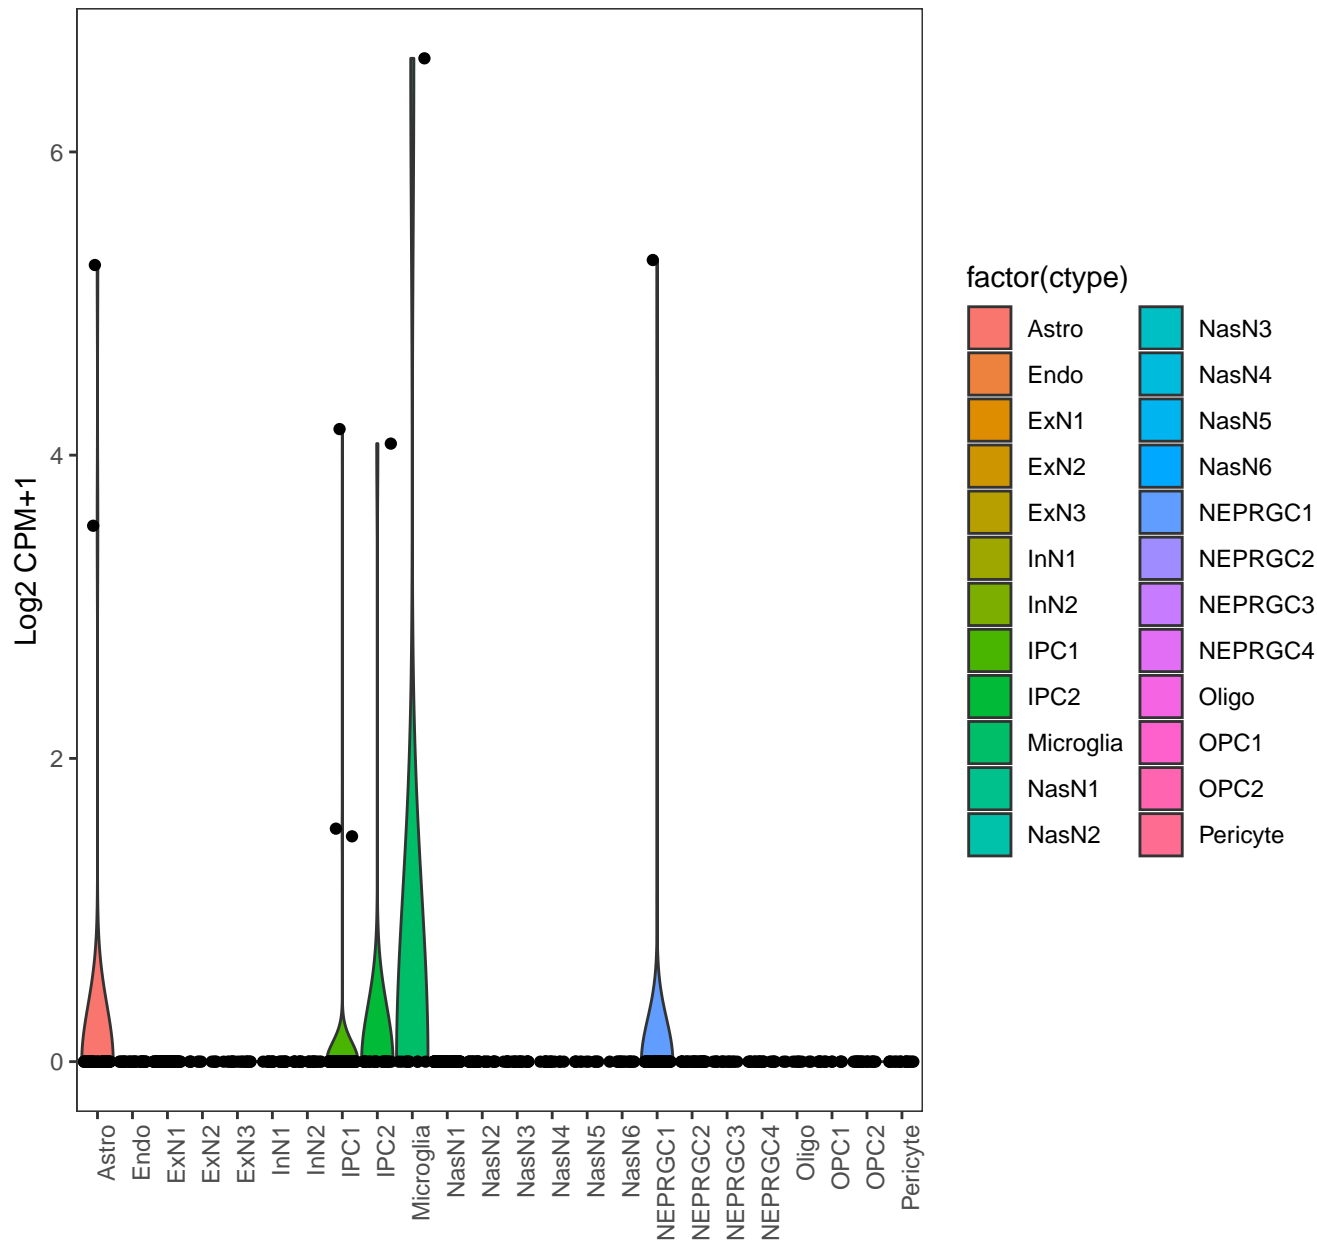 Log2 CPM+1
6
4
2
0
Astro
Endo
ExN1
ExN2
ExN3
InN1
InN2
IPC1
IPC2
Microglia
NasN1
NasN2
NasN3
NasN4
NasN5
NasN6
NEPRGC1
NEPRGC2
NEPRGC3
NEPRGC4
Oligo
OPC1
OPC2
Pericyte
factor(ctype)
Astro
Endo
ExN1
ExN2
ExN3
InN1
InN2
IPC1
IPC2
Microglia
NasN1
NasN2
NasN3
NasN4
NasN5
NasN6
NEPRGC1
NEPRGC2
NEPRGC3
NEPRGC4
Oligo
OPC1
OPC2
Pericyte